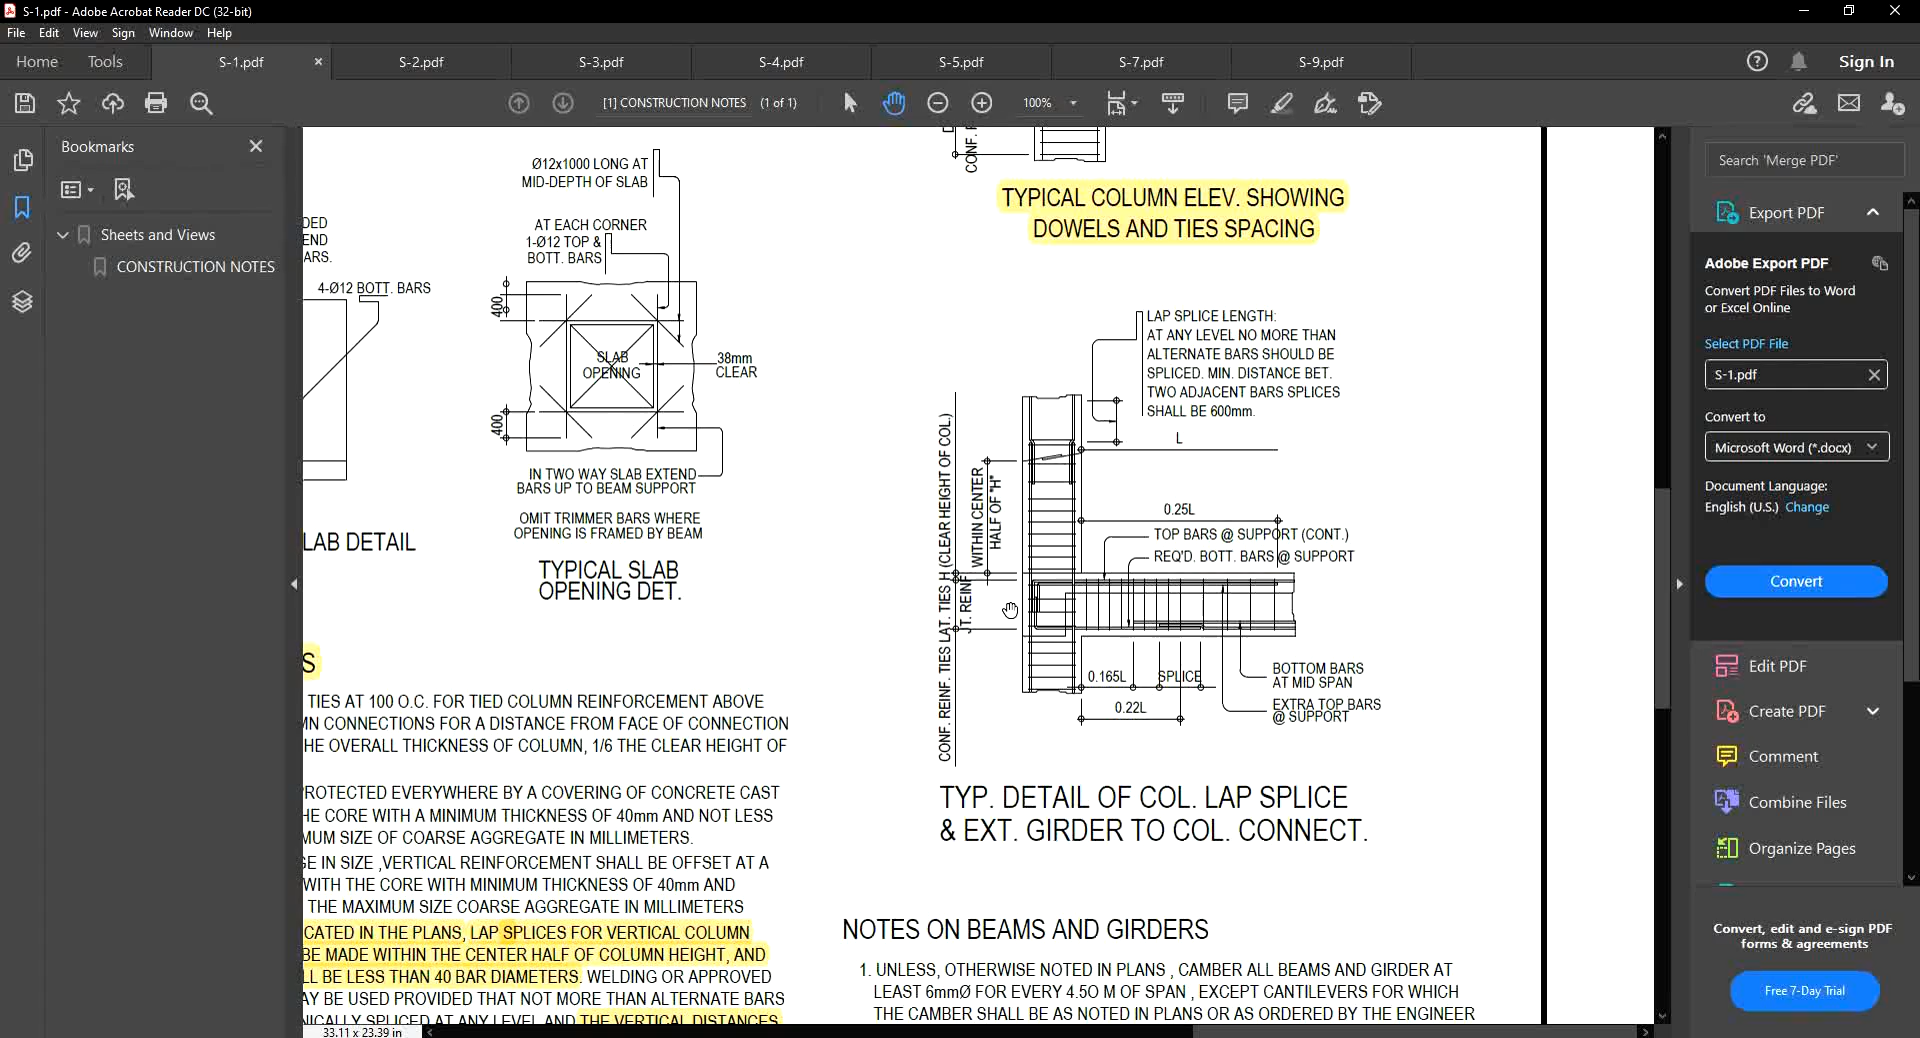 S-1.pdf - Adobe Acrobat Reader DC (32-bit)
File Edit View Sign Window Help
Home Tools S-1.pdf S-2.pdf S-3.pdf S-4.pdf S-5.pdf S-7.pdf S-9.pdf Sign In
[1] CONSTRUCTION NOTES (1 of 1) 100%
Bookmarks
Sheets and Views
CONSTRUCTION NOTES
ARS.
4-Ø12 BOTT. BARS
LAB DETAIL
Ø12x1000 LONG AT
MID-DEPTH OF SLAB
AT EACH CORNER
1-Ø12 TOP &
BOTT. BARS
400
SLAB
OPENING
38mm
CLEAR
400
IN TWO WAY SLAB EXTEND
BARS UP TO BEAM SUPPORT
OMIT TRIMMER BARS WHERE
OPENING IS FRAMED BY BEAM
TYPICAL SLAB
OPENING DET.
S
TIES AT 100 O.C. FOR TIED COLUMN REINFORCEMENT ABOVE
CONNECTIONS FOR A DISTANCE FROM FACE OF CONNECTION
HE OVERALL THICKNESS OF COLUMN, 1/6 THE CLEAR HEIGHT OF
ROTECTED EVERYWHERE BY A COVERING OF CONCRETE CAST
HE CORE WITH A MINIMUM THICKNESS OF 40mm AND NOT LESS
MUM SIZE OF COARSE AGGREGATE IN MILLIMETERS.
GE IN SIZE ,VERTICAL REINFORCEMENT SHALL BE OFFSET AT A
WITH THE CORE WITH MINIMUM THICKNESS OF 40mm AND
THE MAXIMUM SIZE COARSE AGGREGATE IN MILLIMETERS
CATED IN THE PLANS, LAP SPLICES FOR VERTICAL COLUMN
BE MADE WITHIN THE CENTER HALF OF COLUMN HEIGHT, AND
LL BE LESS THAN 40 BAR DIAMETERS. WELDING OR APPROVED
AY BE USED PROVIDED THAT NOT MORE THAN ALTERNATE BARS
NICALLY SPLICED AT ANY LEVEL AND THE VERTICAL DISTANCES
33.11 x 23.39 in
TYPICAL COLUMN ELEV. SHOWING
DOWELS AND TIES SPACING
LAP SPLICE LENGTH:
AT ANY LEVEL NO MORE THAN
ALTERNATE BARS SHOULD BE
SPLICED. MIN. DISTANCE BET.
TWO ADJACENT BARS SPLICES
SHALL BE 600mm.
L
CONF. REINF. TIES LAT. TIES H (CLEAR HEIGHT OF COL.)
JT. REINF
WITHIN CENTER
HALF OF "H"
0.25L
TOP BARS @ SUPPORT (CONT.)
REQ'D. BOTT. BARS @ SUPPORT
0.165L
SPLICE
0.22L
BOTTOM BARS
AT MID SPAN
EXTRA TOP BARS
@ SUPPORT
TYP. DETAIL OF COL. LAP SPLICE
& EXT. GIRDER TO COL. CONNECT.
NOTES ON BEAMS AND GIRDERS
1. UNLESS, OTHERWISE NOTED IN PLANS , CAMBER ALL BEAMS AND GIRDER AT
LEAST 6mmØ FOR EVERY 4.50 M OF SPAN , EXCEPT CANTILEVERS FOR WHICH
THE CAMBER SHALL BE AS NOTED IN PLANS OR AS ORDERED BY THE ENGINEER
Search 'Merge PDF'
Export PDF
Adobe Export PDF
Convert PDF Files to Word
or Excel Online
Select PDF File
S-1.pdf
Convert to
Microsoft Word (*.docx)
Document Language:
English (U.S.) Change
Convert
Edit PDF
Create PDF
Comment
Combine Files
Organize Pages
Convert, edit and e-sign PDF
forms & agreements
Free 7-Day Trial